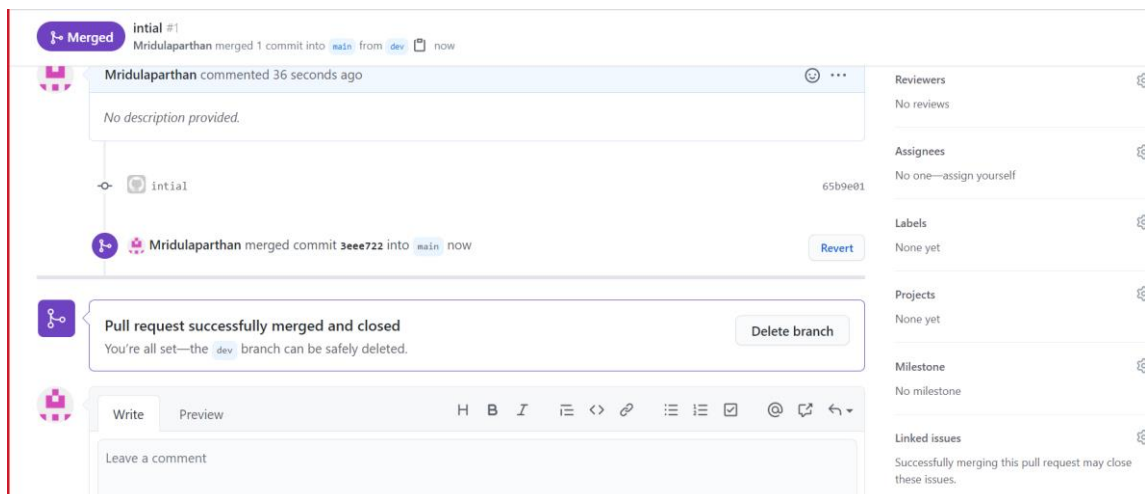 Merged
intial #1
Mridulaparthan merged 1 commit into main from dev now
Mridulaparthan commented 36 seconds ago
No description provided.
intial 65b9e01
Mridulaparthan merged commit 3eee722 into main now
Revert
Pull request successfully merged and closed
You're all set—the dev branch can be safely deleted.
Delete branch
Write Preview
H B I
Leave a comment
Reviewers
No reviews
Assignees
No one—assign yourself
Labels
None yet
Projects
None yet
Milestone
No milestone
Linked issues
Successfully merging this pull request may close
these issues.